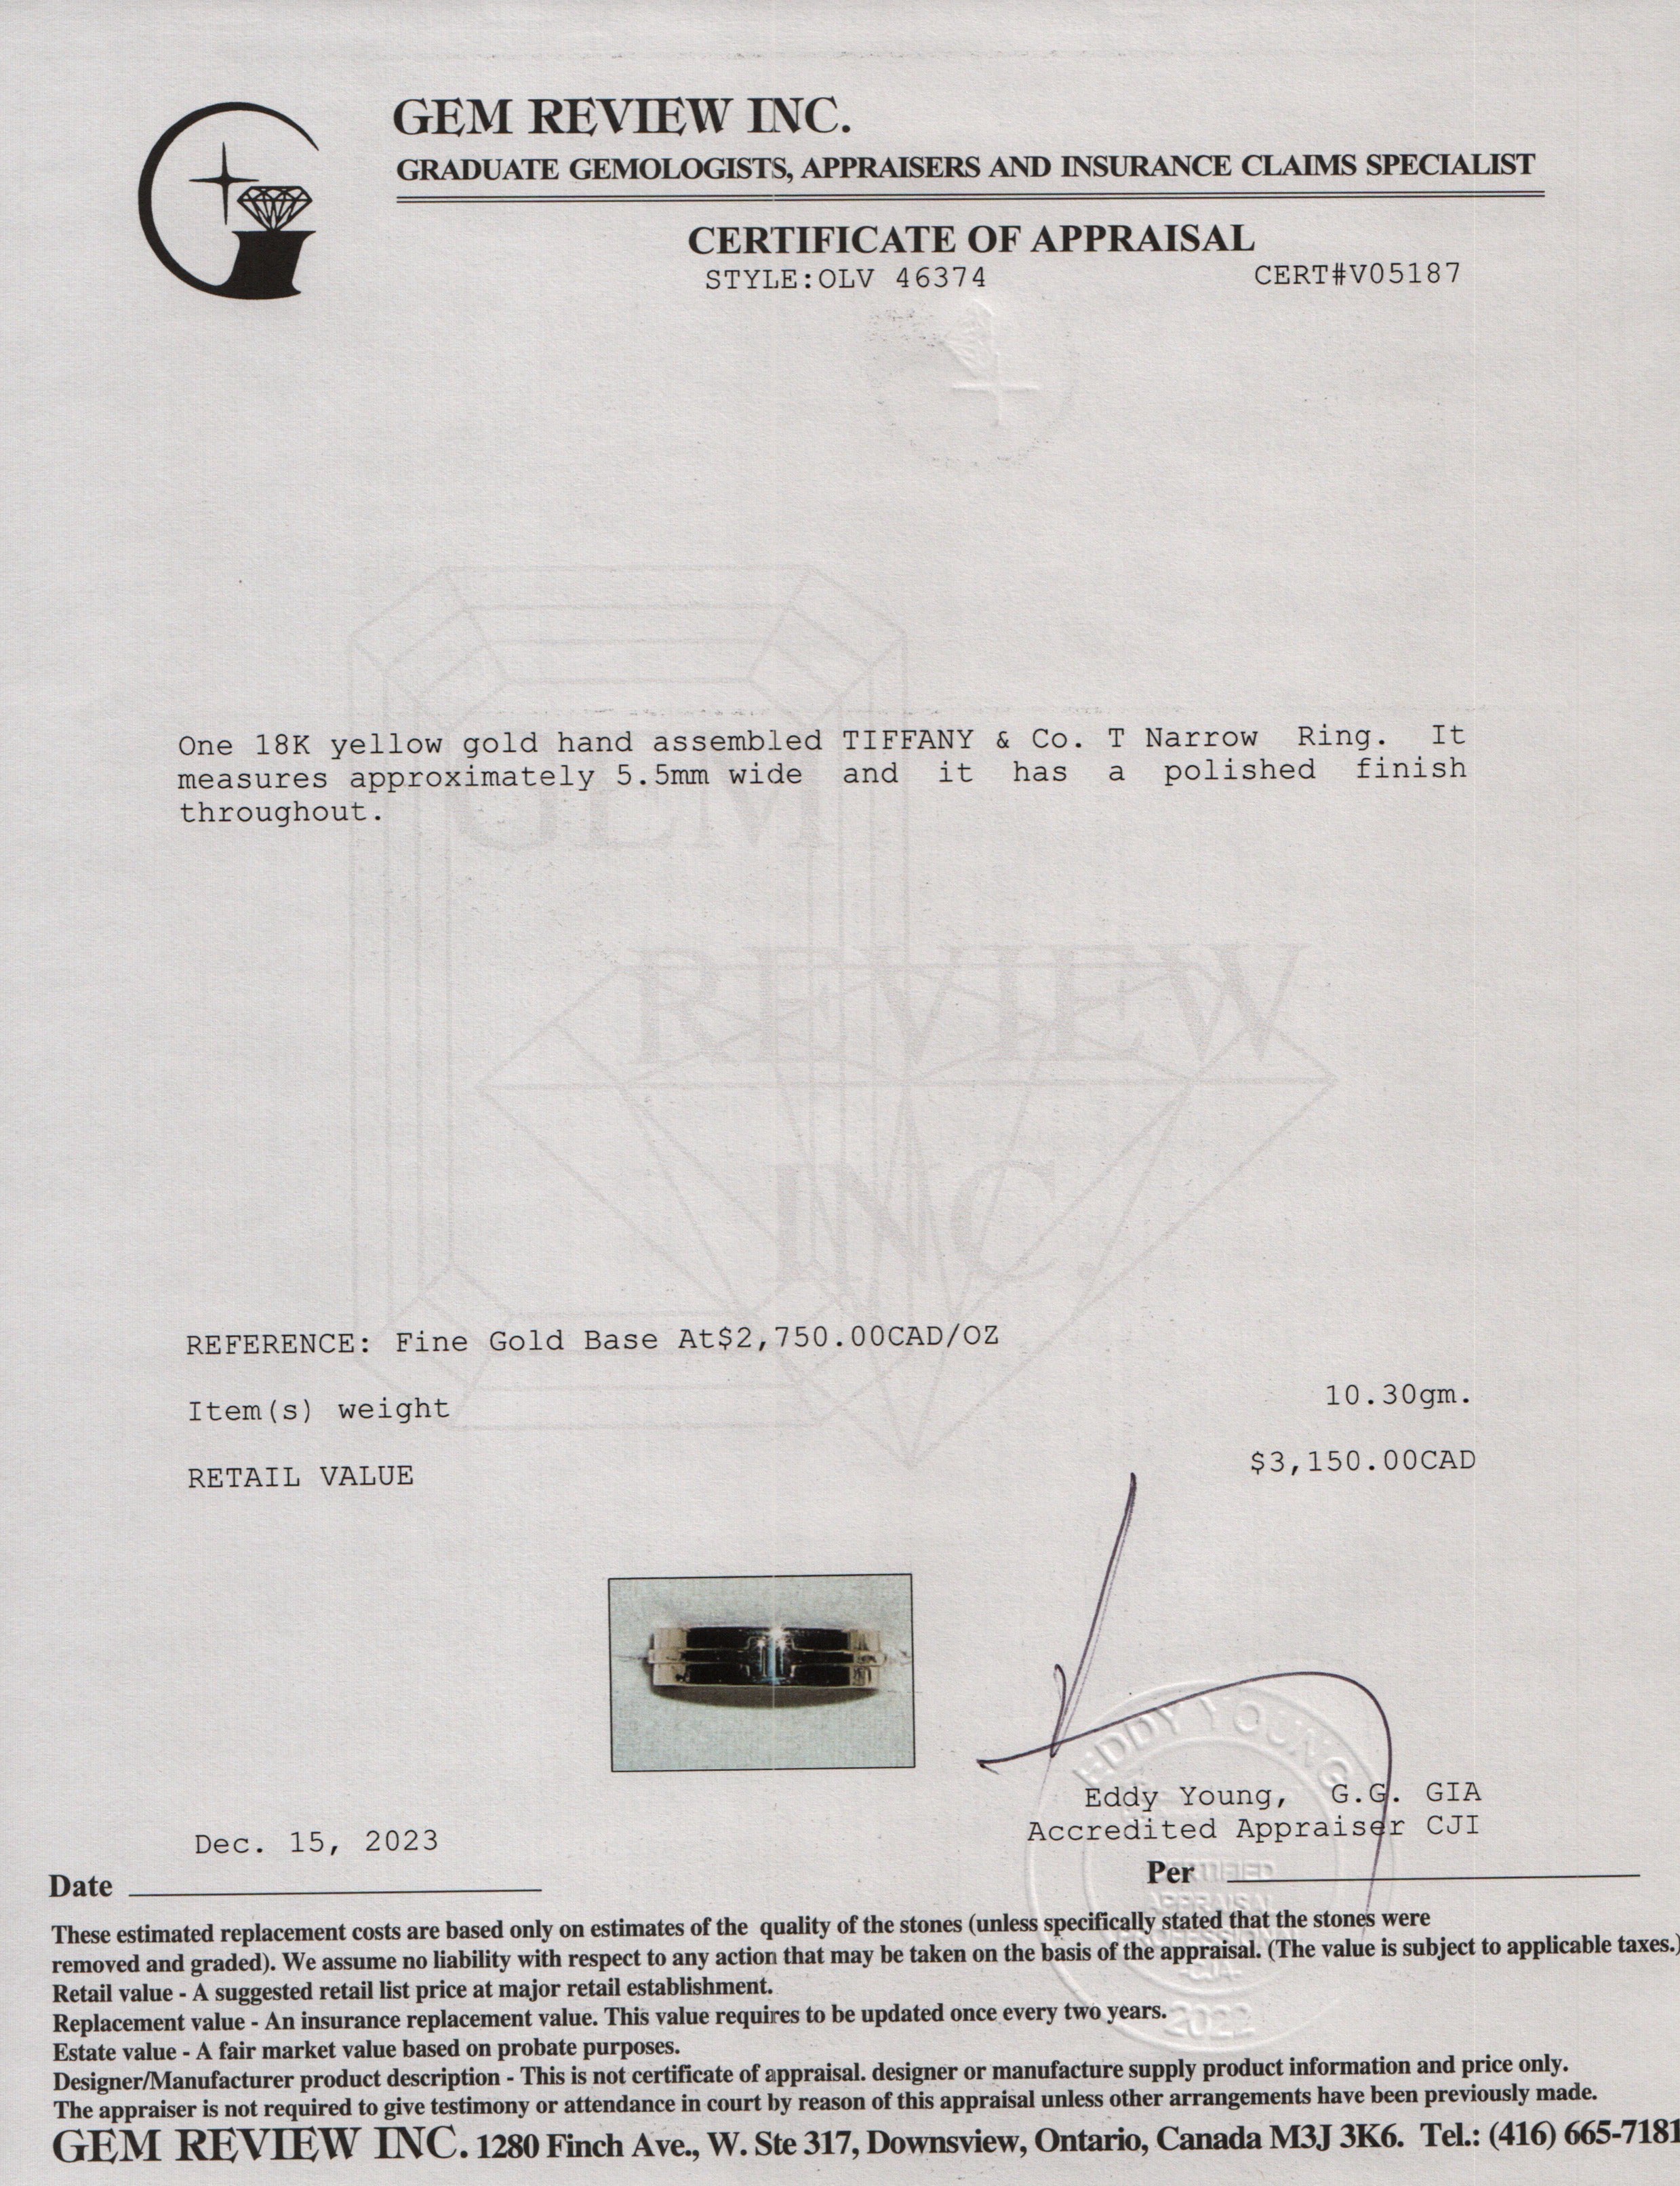 GEM REVIEW INC.
GRADUATE GEMOLOGISTS, APPRAISERS AND INSURANCE CLAIMS SPECIALIST
CERTIFICATE OF APPRAISAL
STYLE:OLV 46374 CERT#V05187
One 18K yellow gold hand assembled TIFFANY & Co. T Narrow Ring. It
measures approximately 5.5mm wide and it has a polished finish
throughout.
GEM
REVIEW
INC.
REFERENCE: Fine Gold Base At$2,750.00CAD/OZ
Item(s) weight 10.30gm.
RETAIL VALUE $3,150.00CAD
EDDY YOUNG
Eddy Young, G.G. GIA
Accredited Appraiser CJI
Dec. 15, 2023
Date
Per
CERTIFIED
APPRAISAL
PROFESSION
2022
These estimated replacement costs are based only on estimates of the quality of the stones (unless specifically stated that the stones were
removed and graded). We assume no liability with respect to any action that may be taken on the basis of the appraisal. (The value is subject to applicable taxes.)
Retail value - A suggested retail list price at major retail establishment.
Replacement value - An insurance replacement value. This value requires to be updated once every two years.
Estate value - A fair market value based on probate purposes.
Designer/Manufacturer product description - This is not certificate of appraisal. designer or manufacture supply product information and price only.
The appraiser is not required to give testimony or attendance in court by reason of this appraisal unless other arrangements have been previously made.
GEM REVIEW INC. 1280 Finch Ave., W. Ste 317, Downsview, Ontario, Canada M3J 3K6. Tel.: (416) 665-7181